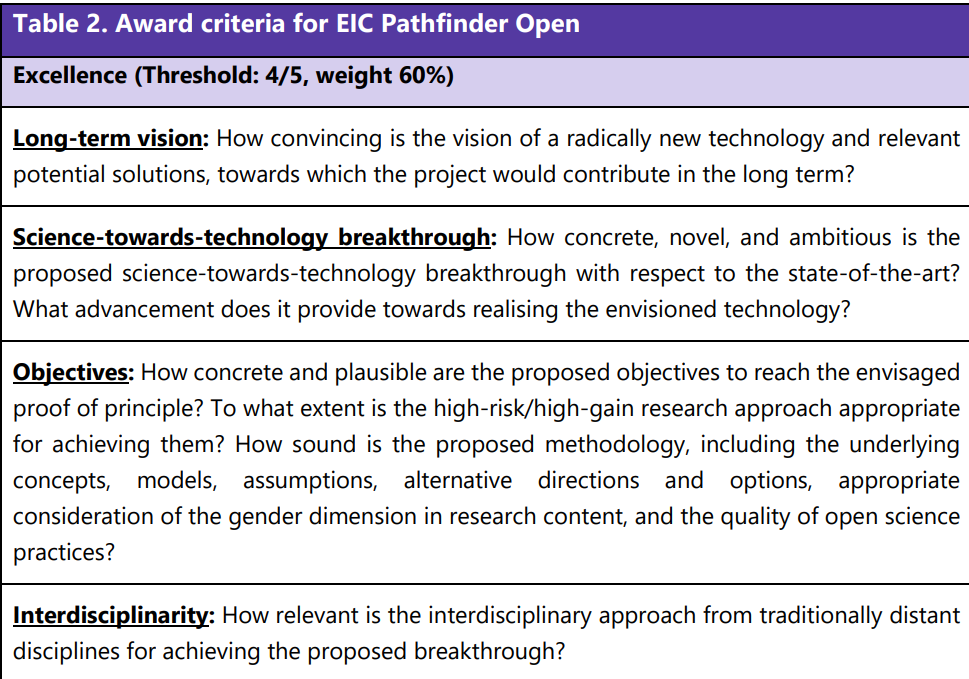 Table 2. Award criteria for EIC Pathfinder Open
Excellence (Threshold: 4/5, weight 60%)
Long-term vision: How convincing is the vision of a radically new technology and relevant
potential solutions, towards which the project would contribute in the long term?
Science-towards-technology breakthrough: How concrete, novel, and ambitious is the
proposed science-towards-technology breakthrough with respect to the state-of-the-art?
What advancement does it provide towards realising the envisioned technology?
Objectives: How concrete and plausible are the proposed objectives to reach the envisaged
proof of principle? To what extent is the high-risk/high-gain research approach appropriate
for achieving them? How sound is the proposed methodology, including the underlying
concepts, models, assumptions, alternative directions and options, appropriate
consideration of the gender dimension in research content, and the quality of open science
practices?
Interdisciplinarity: How relevant is the interdisciplinary approach from traditionally distant
disciplines for achieving the proposed breakthrough?